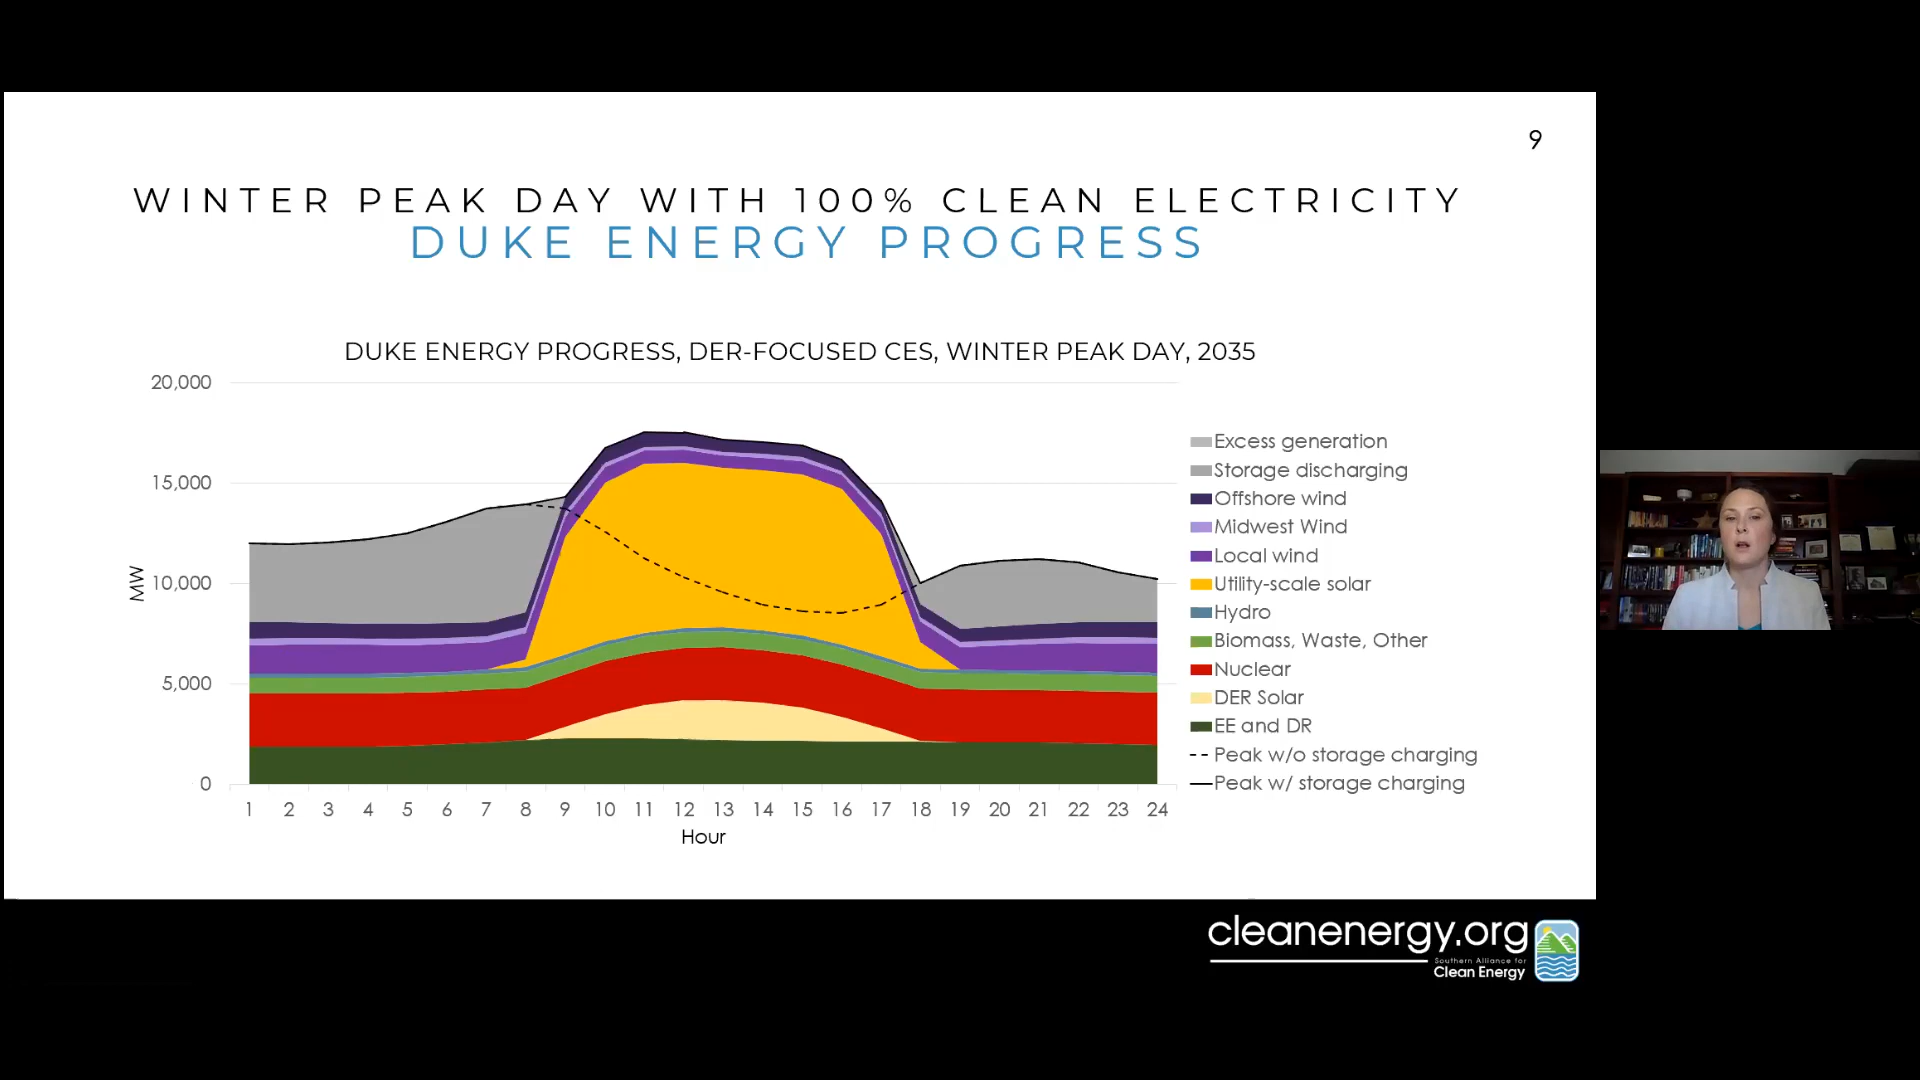 9
WINTER PEAK DAY WITH 100% CLEAN ELECTRICITY
DUKE ENERGY PROGRESS
DUKE ENERGY PROGRESS, DER-FOCUSED CES, WINTER PEAK DAY, 2035
20,000
15,000
10,000
5,000
0
MW
1 2 3 4 5 6 7 8 9 10 11 12 13 14 15 16 17 18 19 20 21 22 23 24
Hour
Excess generation
Storage discharging
Offshore wind
Midwest Wind
Local wind
Utility-scale solar
Hydro
Biomass, Waste, Other
Nuclear
DER Solar
EE and DR
Peak w/o storage charging
Peak w/ storage charging
cleanenergy.org
Southern Alliance for
Clean Energy